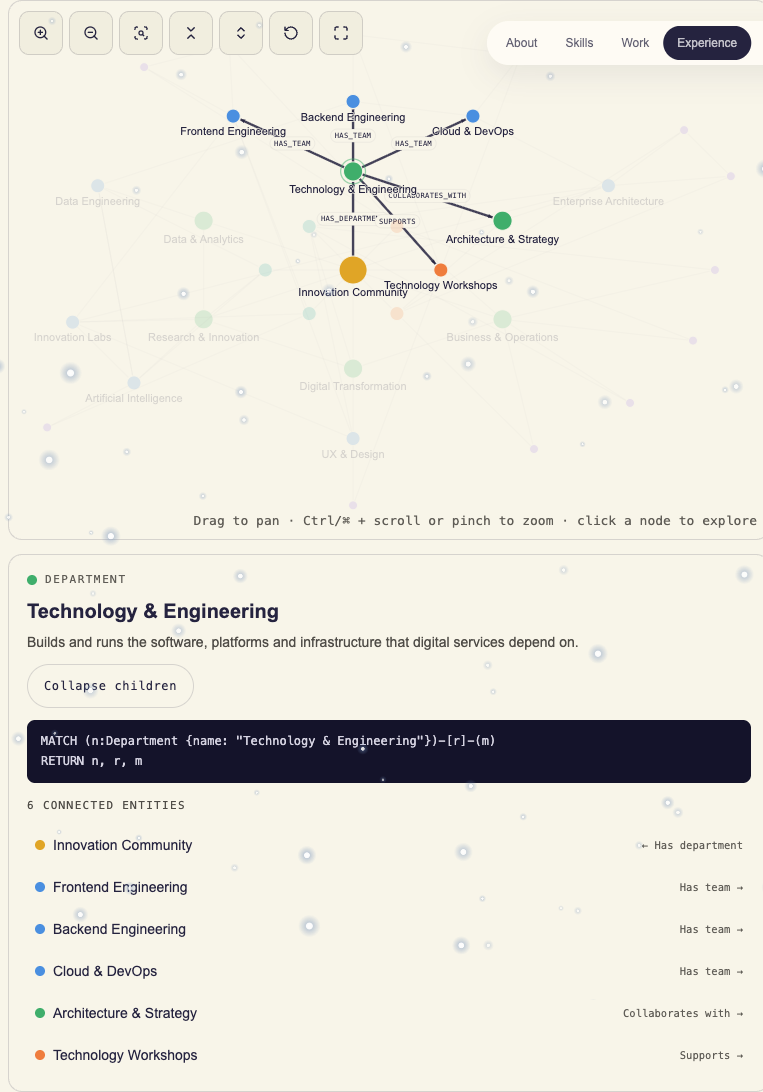 About
Skills
Work
Experience
Backend Engineering
Frontend Engineering
Cloud & DevOps
HAS_TEAM
HAS_TEAM
HAS_TEAM
Technology & Engineering
COLLABORATES_WITH
Data Engineering
Enterprise Architecture
HAS_DEPARTME
SUPPORTS
Data & Analytics
Architecture & Strategy
Technology Workshops
Innovation Community
Innovation Labs
Research & Innovation
Business & Operations
Digital Transformation
Artificial Intelligence
UX & Design
Drag to pan · Ctrl/⌘ + scroll or pinch to zoom · click a node to explore
DEPARTMENT
Technology & Engineering
Builds and runs the software, platforms and infrastructure that digital services depend on.
Collapse children
MATCH (n:Department {name: "Technology & Engineering"})-[r]-(m)
RETURN n, r, m
6 CONNECTED ENTITIES
Innovation Community ← Has department
Frontend Engineering Has team →
Backend Engineering Has team →
Cloud & DevOps Has team →
Architecture & Strategy Collaborates with →
Technology Workshops Supports →